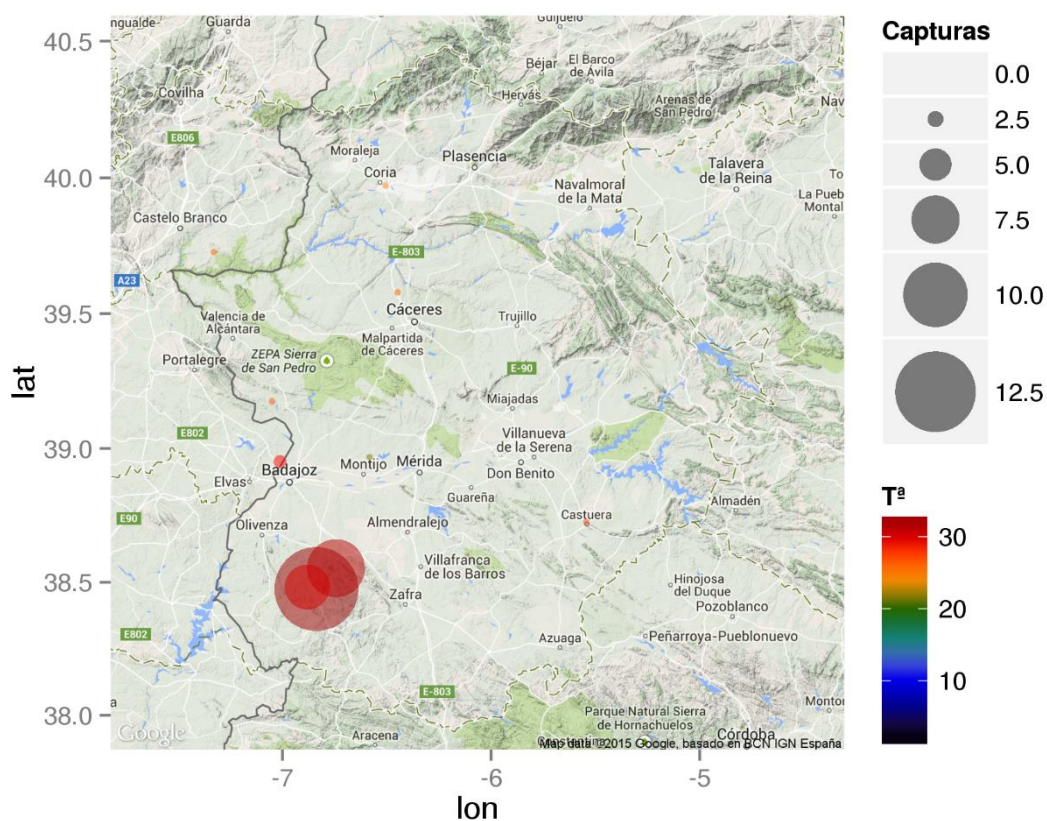 40.5
40.0
39.5
39.0
38.5
38.0
lat
-7
-6
-5
lon
Guarda
Guijuelo
Covilha
Béjar
El Barco
de Ávila
Hervás
Arenas de
San Pedro
E806
Moraleja
Plasencia
Coria
Talavera
de la Reina
Navalmoral
de la Mata
La Pueb
Montal
Castelo Branco
E-803
A23
Valencia de
Alcántara
Cáceres
Trujillo
Malpartida
de Cáceres
Portalegre
ZEPA Sierra
de San Pedro
E-90
Miajadas
E802
Villanueva
de la Serena
Badajoz
Montijo
Mérida
Don Benito
Elvas
Guareña
Almadén
E90
Olivenza
Almendralejo
Castuera
Villafranca
de los Barros
Zafra
Hinojosa
del Duque
Pozoblanco
E802
Azuaga
Peñarroya-Pueblonuevo
E-803
Parque Natural Sierra
de Hornachuelos
Constantina
Córdoba
Aracena
Google
Map data ©2015 Google, basado en BCN IGN España
Capturas
0.0
2.5
5.0
7.5
10.0
12.5
Tª
30
20
10